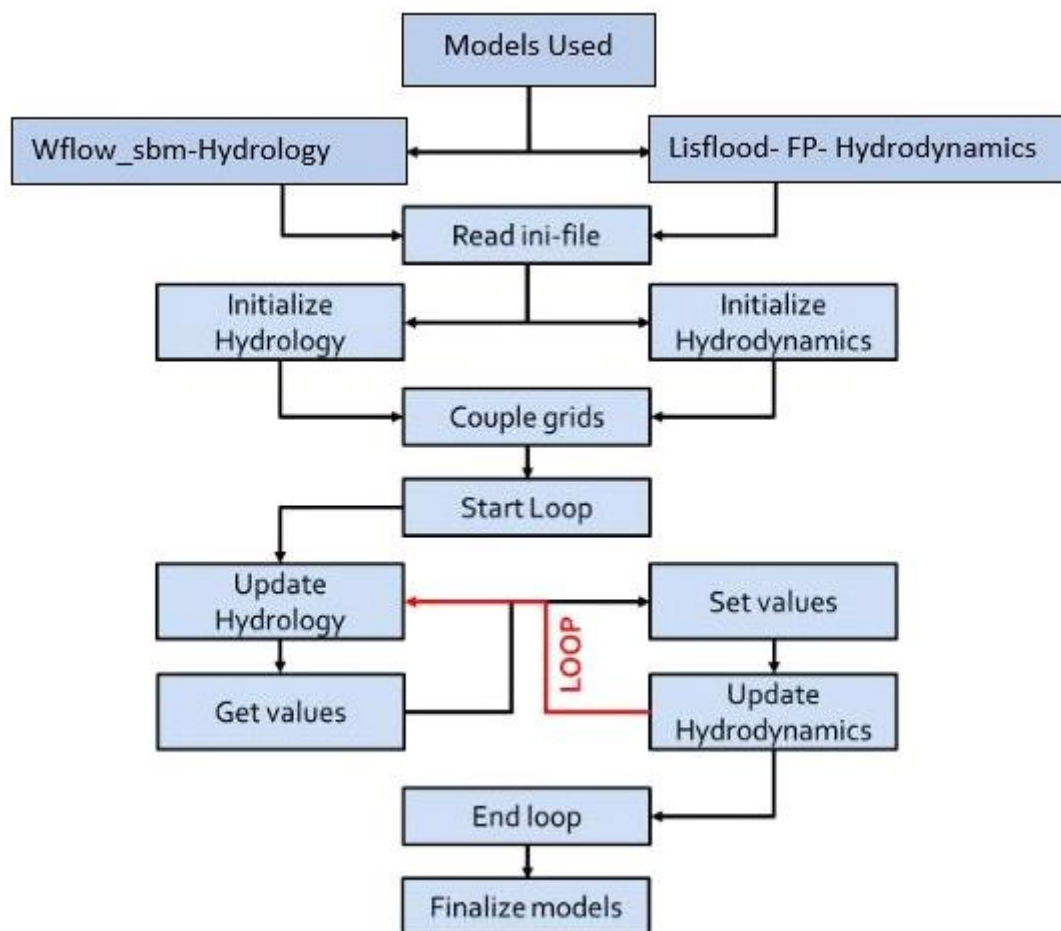 Models Used
Wflow_sbm-Hydrology
Lisflood- FP- Hydrodynamics
Read ini-file
Initialize
Hydrology
Initialize
Hydrodynamics
Couple grids
Start Loop
Update
Hydrology
Set values
LOOP
Get values
Update
Hydrodynamics
End loop
Finalize models